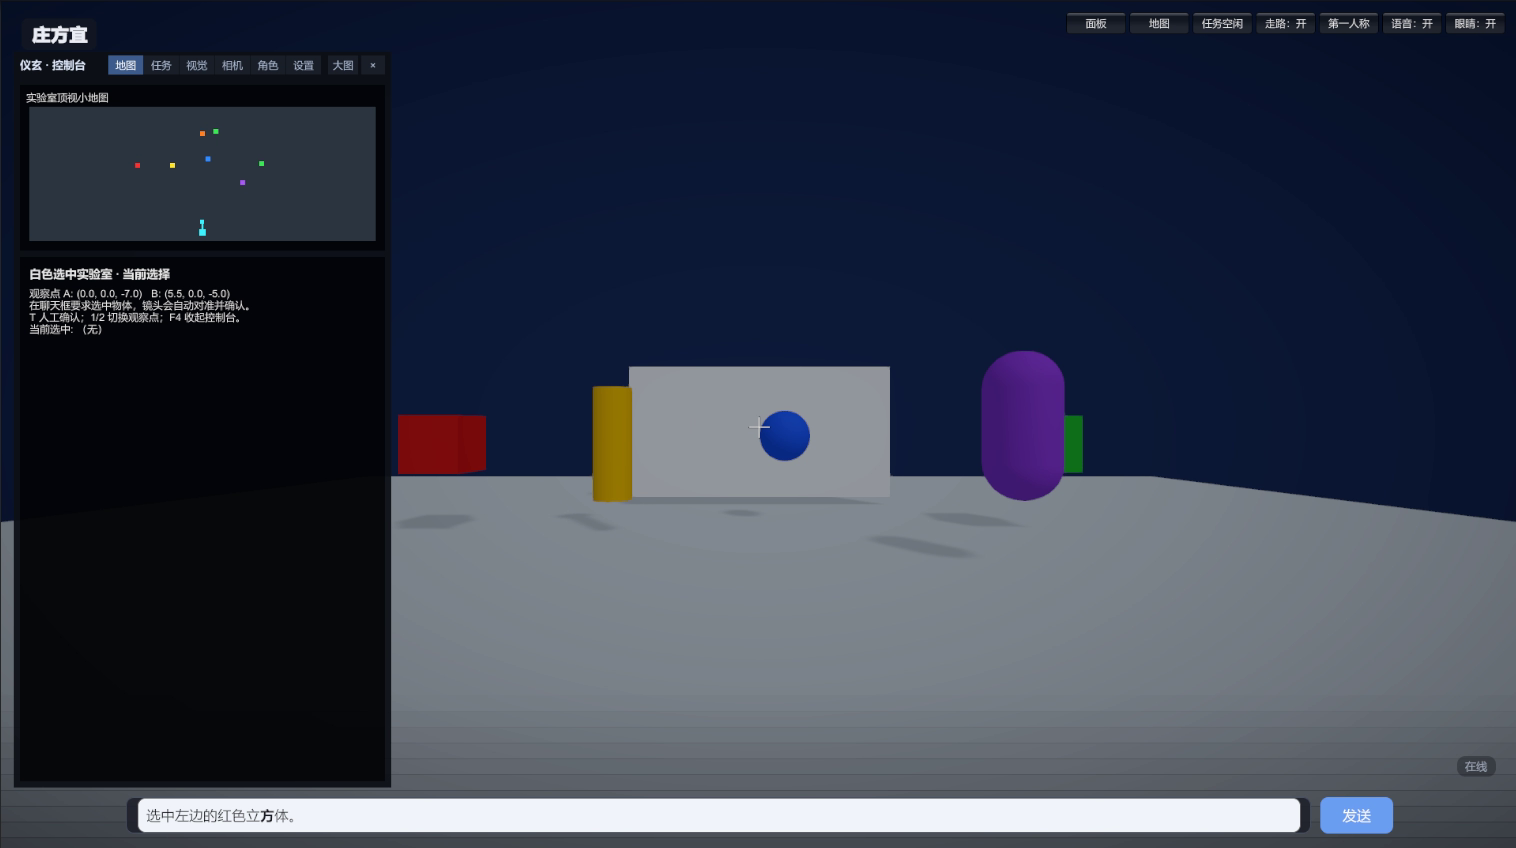 庄方宜
面板 地图 任务空闲 走路：开 第一人称 语音：开 眼睛：开
仪玄 · 控制台 地图 任务 视觉 相机 角色 设置 大图 ×
实验室顶视小地图
白色选中实验室 · 当前选择
观察点 A: (0.0, 0.0, -7.0) B: (5.5, 0.0, -5.0)
在聊天框要求选中物体，镜头会自动对准并确认。
T 人工确认；1/2 切换观察点；F4 收起控制台。
当前选中: （无）
在线
选中左边的红色立方体。
发送